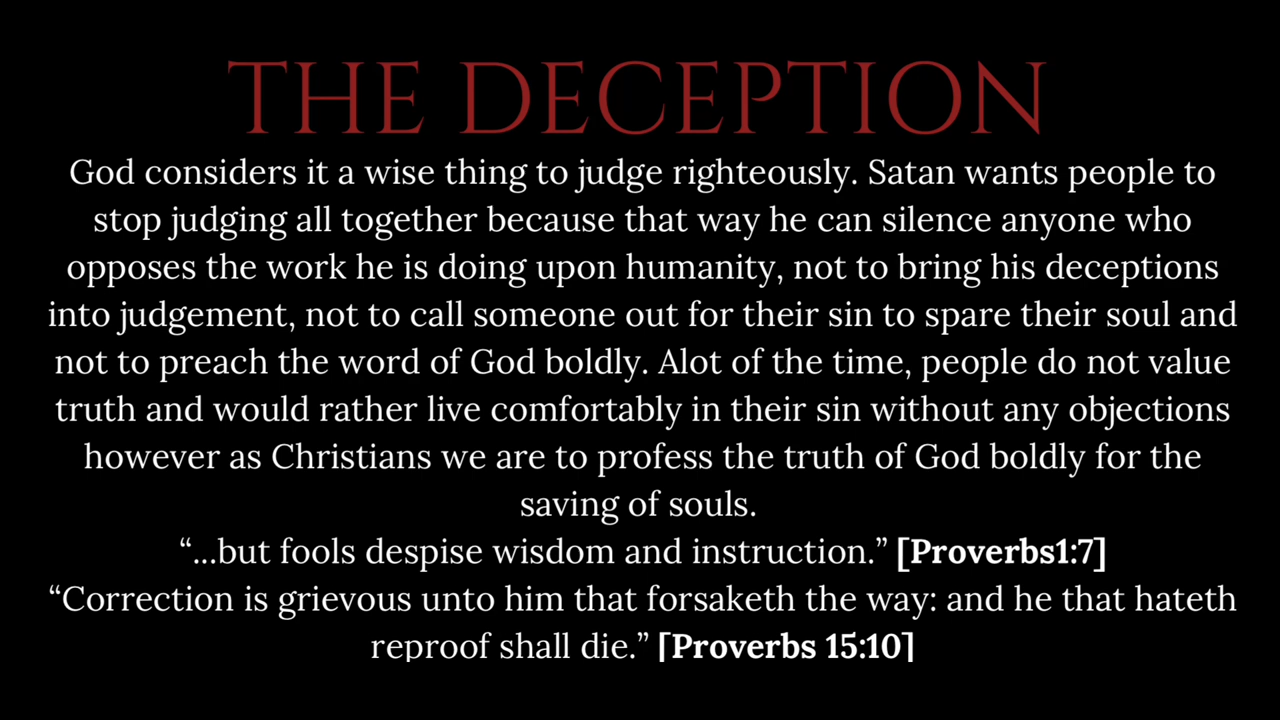 THE DECEPTION
God considers it a wise thing to judge righteously. Satan wants people to
stop judging all together because that way he can silence anyone who
opposes the work he is doing upon humanity, not to bring his deceptions
into judgement, not to call someone out for their sin to spare their soul and
not to preach the word of God boldly. Alot of the time, people do not value
truth and would rather live comfortably in their sin without any objections
however as Christians we are to profess the truth of God boldly for the
saving of souls.
“...but fools despise wisdom and instruction.” [Proverbs1:7]
“Correction is grievous unto him that forsaketh the way: and he that hateth
reproof shall die.” [Proverbs 15:10]